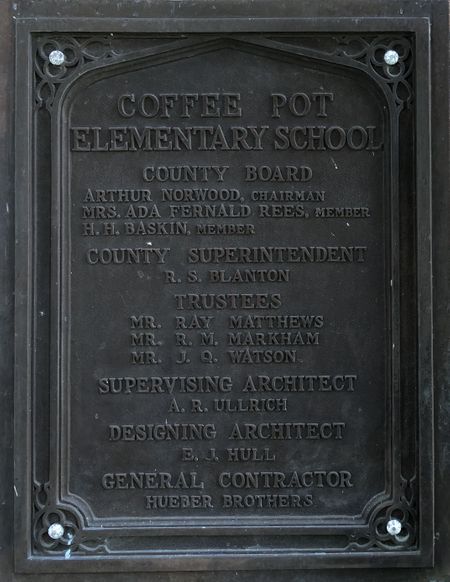 COFFEE POT
ELEMENTARY SCHOOL
COUNTY BOARD
ARTHUR NORWOOD, CHAIRMAN
MRS. ADA FERNALD REES, MEMBER
H. H. BASKIN, MEMBER
COUNTY SUPERINTENDENT
R. S. BLANTON
TRUSTEES
MR. RAY MATTHEWS
MR. R. M. MARKHAM
MR. J. Q. WATSON.
SUPERVISING ARCHITECT
A. R. ULLRICH
DESIGNING ARCHITECT
E. J. HULL
GENERAL CONTRACTOR
HUEBER BROTHERS